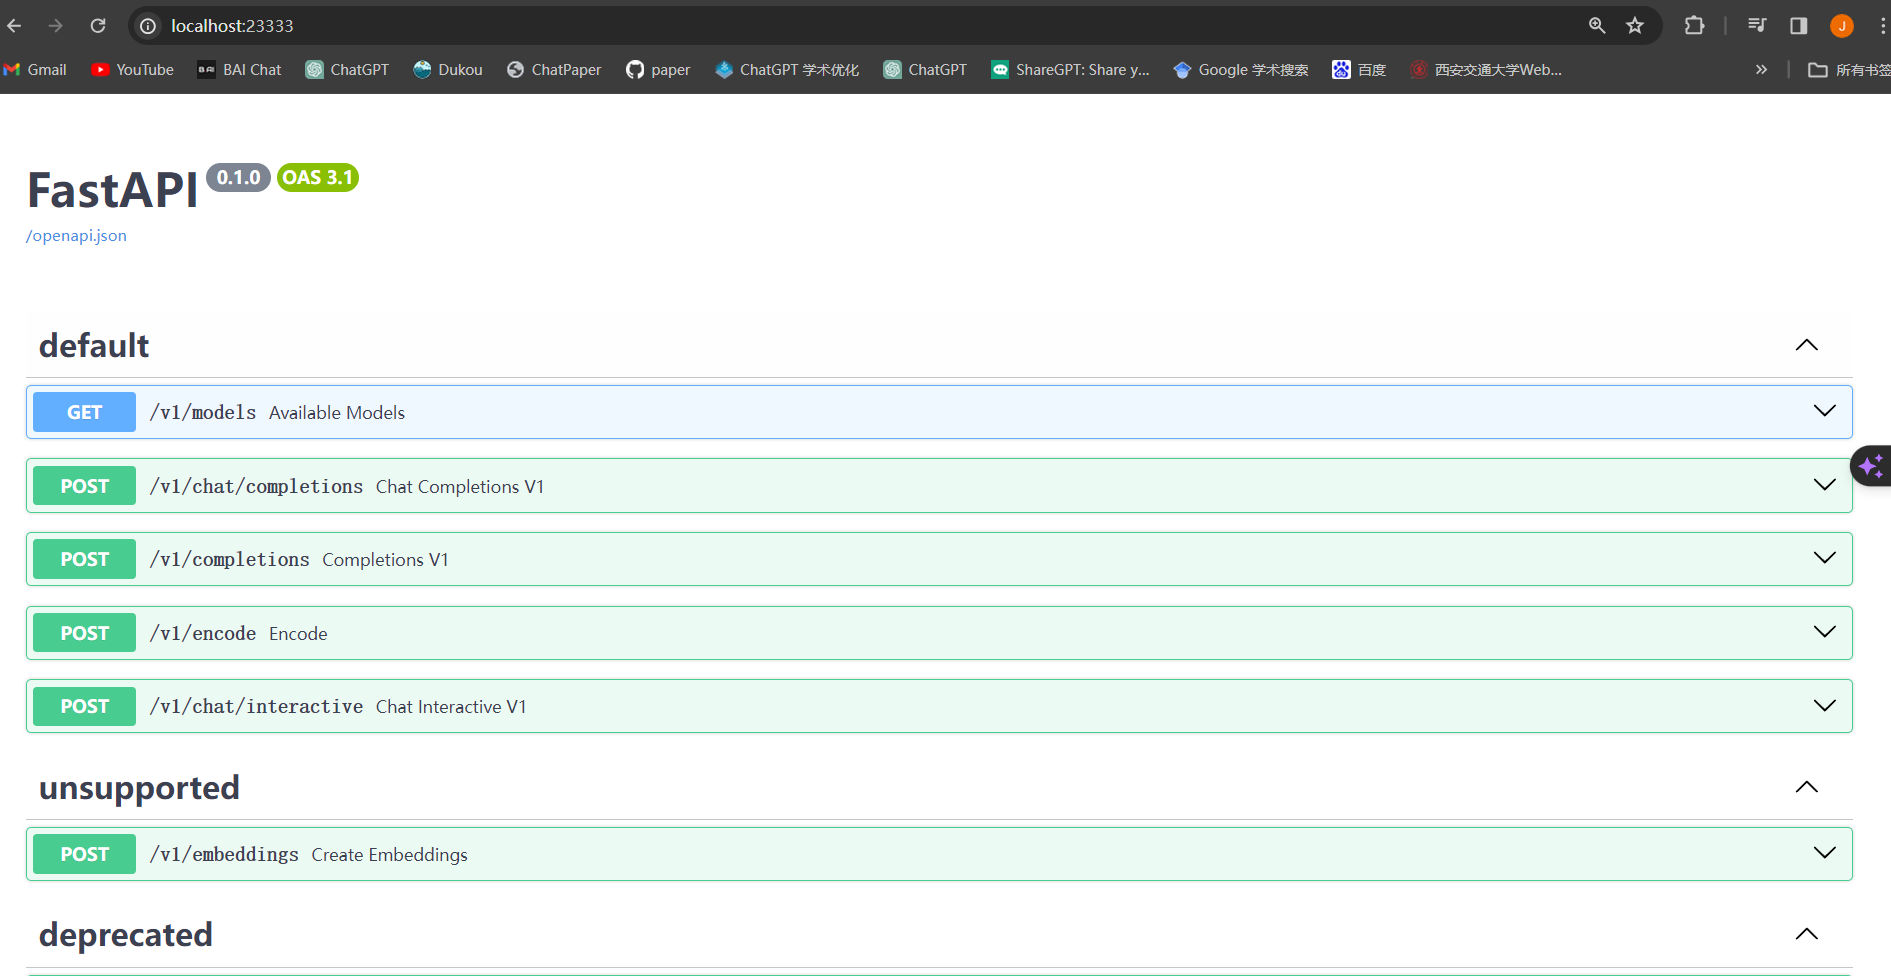 localhost:23333
J
Gmail YouTube BAI BAI Chat ChatGPT Dukou ChatPaper paper ChatGPT 学术优化 ChatGPT ShareGPT: Share y... Google 学术搜索 du 百度 西安交通大学Web... » 所有书签
FastAPI 0.1.0 OAS 3.1
/openapi.json
default
GET /v1/models Available Models
POST /v1/chat/completions Chat Completions V1
POST /v1/completions Completions V1
POST /v1/encode Encode
POST /v1/chat/interactive Chat Interactive V1
unsupported
POST /v1/embeddings Create Embeddings
deprecated